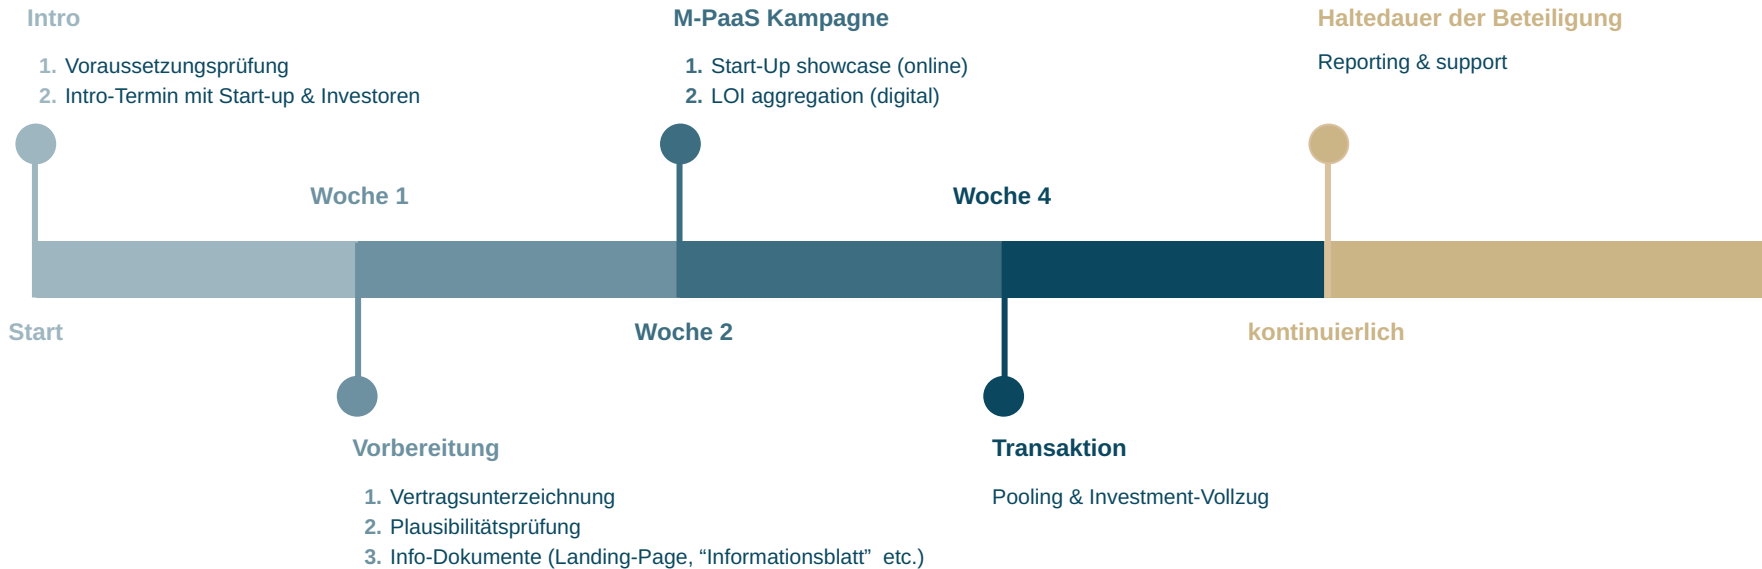 Intro
1. Voraussetzungsprüfung
2. Intro-Termin mit Start-up & Investoren
M-PaaS Kampagne
1. Start-Up showcase (online)
2. LOI aggregation (digital)
Haltedauer der Beteiligung
Reporting & support
Woche 1
Woche 4
Start
Woche 2
kontinuierlich
Vorbereitung
1. Vertragsunterzeichnung
2. Plausibilitätsprüfung
3. Info-Dokumente (Landing-Page, “Informationsblatt”  etc.)
Transaktion
Pooling & Investment-Vollzug